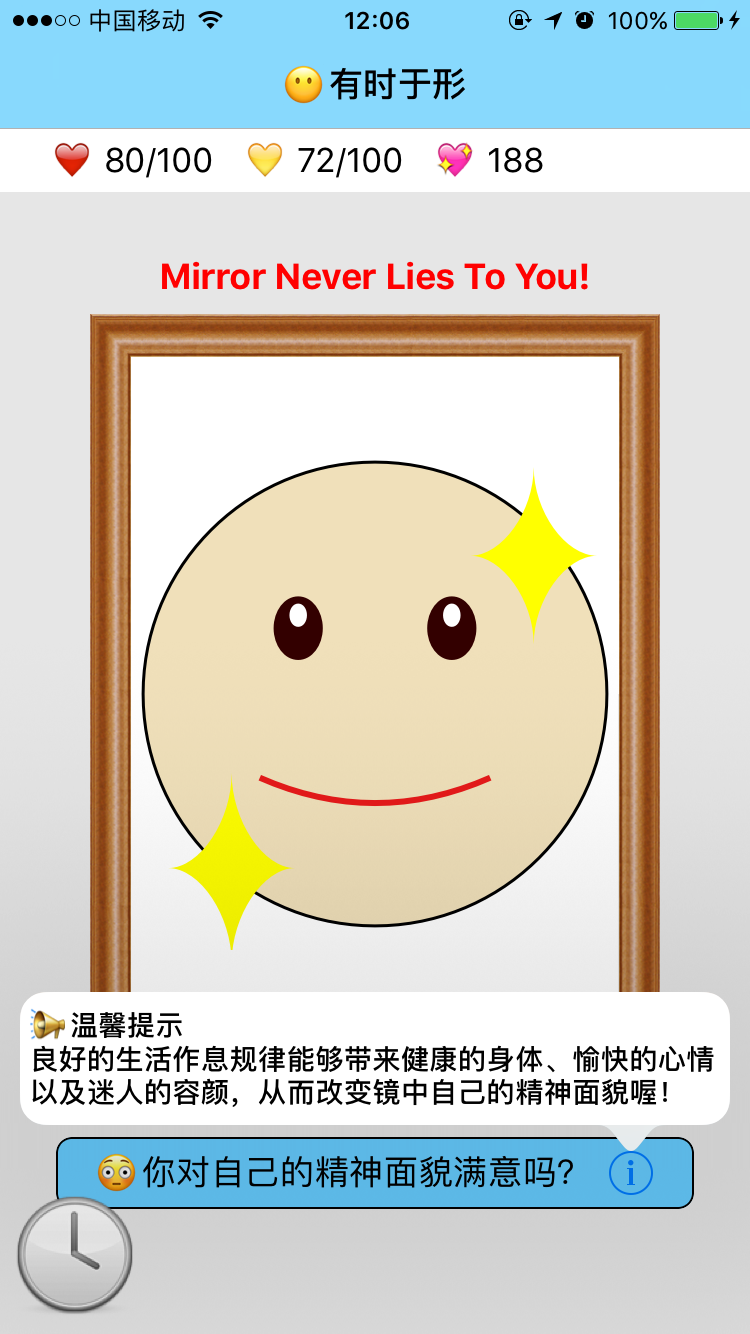 中国移动 12:06 100%
😶有时于形
❤️ 80/100 💛 72/100 💖 188
Mirror Never Lies To You!
📢温馨提示
良好的生活作息规律能够带来健康的身体、愉快的心情
以及迷人的容颜，从而改变镜中自己的精神面貌喔！
😳你对自己的精神面貌满意吗？ i